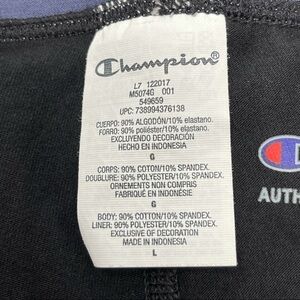 Champion®
L7 122017
M5074G 001
549659
UPC: 738994376138
CUERPO: 90% ALGODÓN/10% elastano.
FORRO: 90% poliéster/10% elastano.
EXCLUYENDO DECORACIÓN
HECHO EN INDONESIA
G
CORPS: 90% COTON/10% SPANDEX.
DOUBLURE: 90% POLYESTER/10% SPANDEX.
ORNEMENTS NON COMPRIS
FABRIQUÉ EN INDONESIA
G
BODY: 90% COTTON/10% SPANDEX.
LINER: 90% POLYESTER/10% SPANDEX.
EXCLUSIVE OF DECORATION
MADE IN INDONESIA
L
AUTH